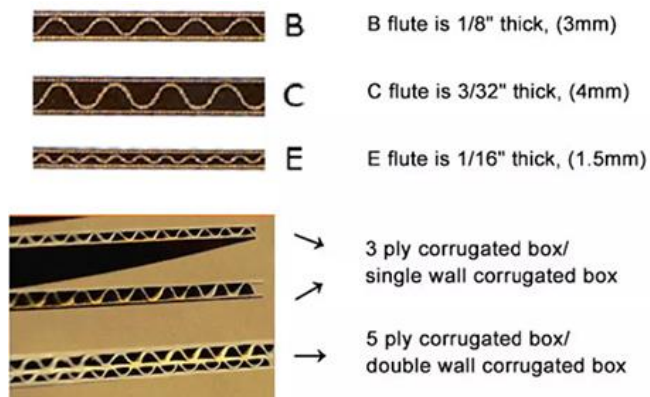 B
B flute is 1/8" thick, (3mm)
C
C flute is 3/32" thick, (4mm)
E
E flute is 1/16" thick, (1.5mm)
3 ply corrugated box/
single wall corrugated box
5 ply corrugated box/
double wall corrugated box